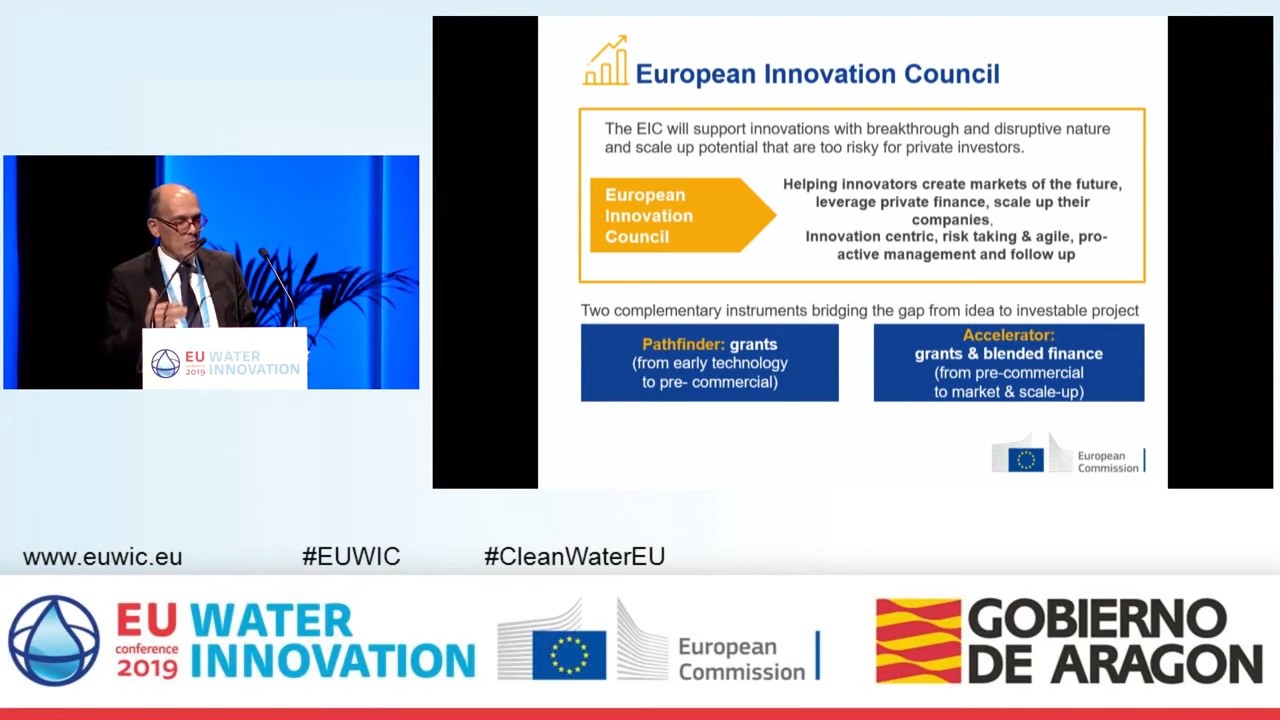 European Innovation Council
The EIC will support innovations with breakthrough and disruptive nature
and scale up potential that are too risky for private investors.
European
Innovation
Council
Helping innovators create markets of the future,
leverage private finance, scale up their
companies,
Innovation centric, risk taking & agile, pro-
active management and follow up
Two complementary instruments bridging the gap from idea to investable project
Pathfinder: grants
(from early technology
to pre- commercial)
Accelerator:
grants & blended finance
(from pre-commercial
to market & scale-up)
European
Commission
EU WATER
conference
2019 INNOVATION
www.euwic.eu #EUWIC #CleanWaterEU
EU WATER
conference
2019 INNOVATION
European
Commission
GOBIERNO
DE ARAGON